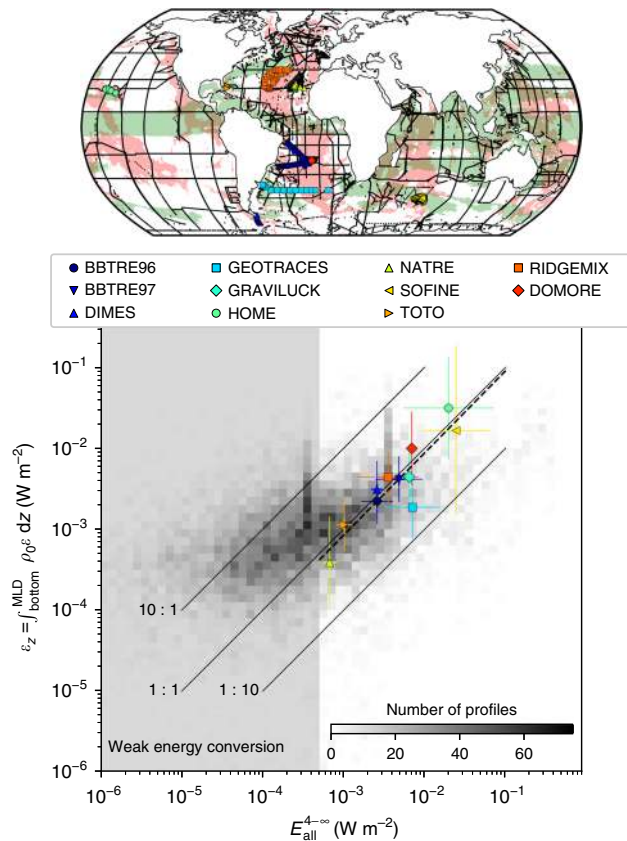 BBTRE96 GEOTRACES NATRE RIDGEMIX
BBTRE97 GRAVILUCK SOFINE DOMORE
DIMES HOME TOTO
10⁻¹
10⁻²
10⁻³
10⁻⁴
10⁻⁵
10⁻⁶
ε_z = ∫_bottom^MLD ρ₀ε dz (W m⁻²)
10 : 1
1 : 1
1 : 10
Number of profiles
0 20 40 60
Weak energy conversion
10⁻⁶ 10⁻⁵ 10⁻⁴ 10⁻³ 10⁻² 10⁻¹
E_all^4–∞ (W m⁻²)